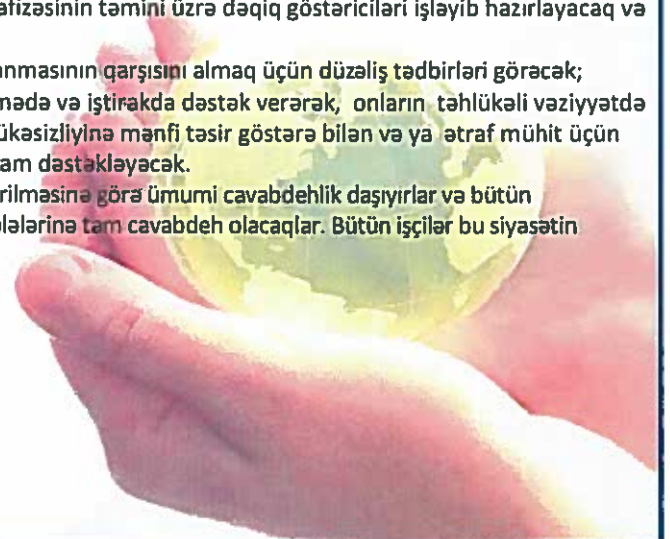 afizəsinin təmini üzrə dəqiq göstəriciləri işləyib hazırlayacaq və
anmasının qarşısını almaq üçün düzəliş tədbirləri görəcək;
mədə və iştirakda dəstək verərək, onların təhlükəli vəziyyətdə
ükəsizliyinə mənfi təsir göstərə bilən və ya ətraf mühit üçün
am dəstəkləyəcək.
rilməsinə görə ümumi cavabdehlik daşıyırlar və bütün
ələlərinə tam cavabdeh olacaqlar. Bütün işçilər bu siyasətin